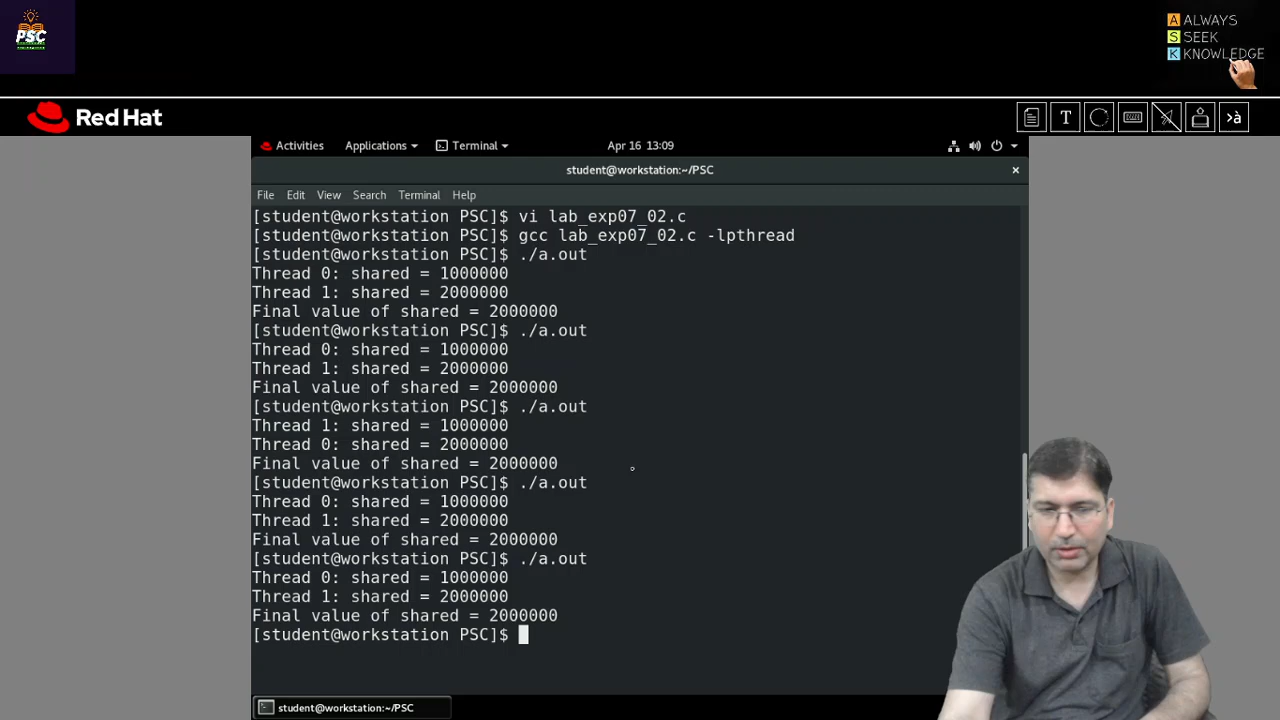 PSC
ALWAYS
SEEK
KNOWLEDGE
Red Hat
Activities Applications Terminal Apr 16 13:09
student@workstation:~/PSC
File Edit View Search Terminal Help
[student@workstation PSC]$ vi lab_exp07_02.c
[student@workstation PSC]$ gcc lab_exp07_02.c -lpthread
[student@workstation PSC]$ ./a.out
Thread 0: shared = 1000000
Thread 1: shared = 2000000
Final value of shared = 2000000
[student@workstation PSC]$ ./a.out
Thread 0: shared = 1000000
Thread 1: shared = 2000000
Final value of shared = 2000000
[student@workstation PSC]$ ./a.out
Thread 1: shared = 1000000
Thread 0: shared = 2000000
Final value of shared = 2000000
[student@workstation PSC]$ ./a.out
Thread 0: shared = 1000000
Thread 1: shared = 2000000
Final value of shared = 2000000
[student@workstation PSC]$ ./a.out
Thread 0: shared = 1000000
Thread 1: shared = 2000000
Final value of shared = 2000000
[student@workstation PSC]$
student@workstation:~/PSC